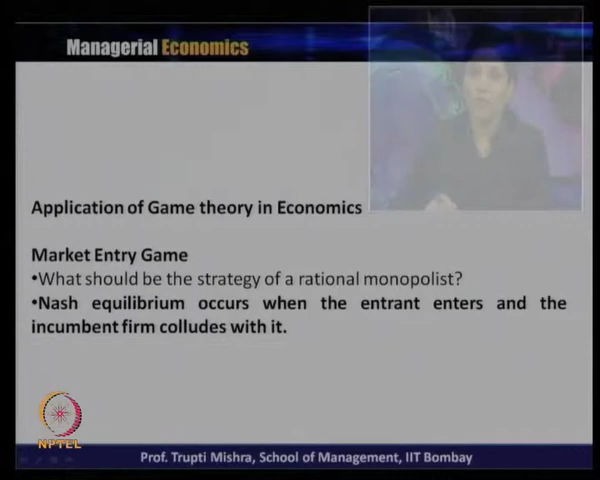 Managerial Economics
Application of Game theory in Economics
Market Entry Game
•What should be the strategy of a rational monopolist?
•Nash equilibrium occurs when the entrant enters and the
incumbent firm colludes with it.
NPTEL
Prof. Trupti Mishra, School of Management, IIT Bombay